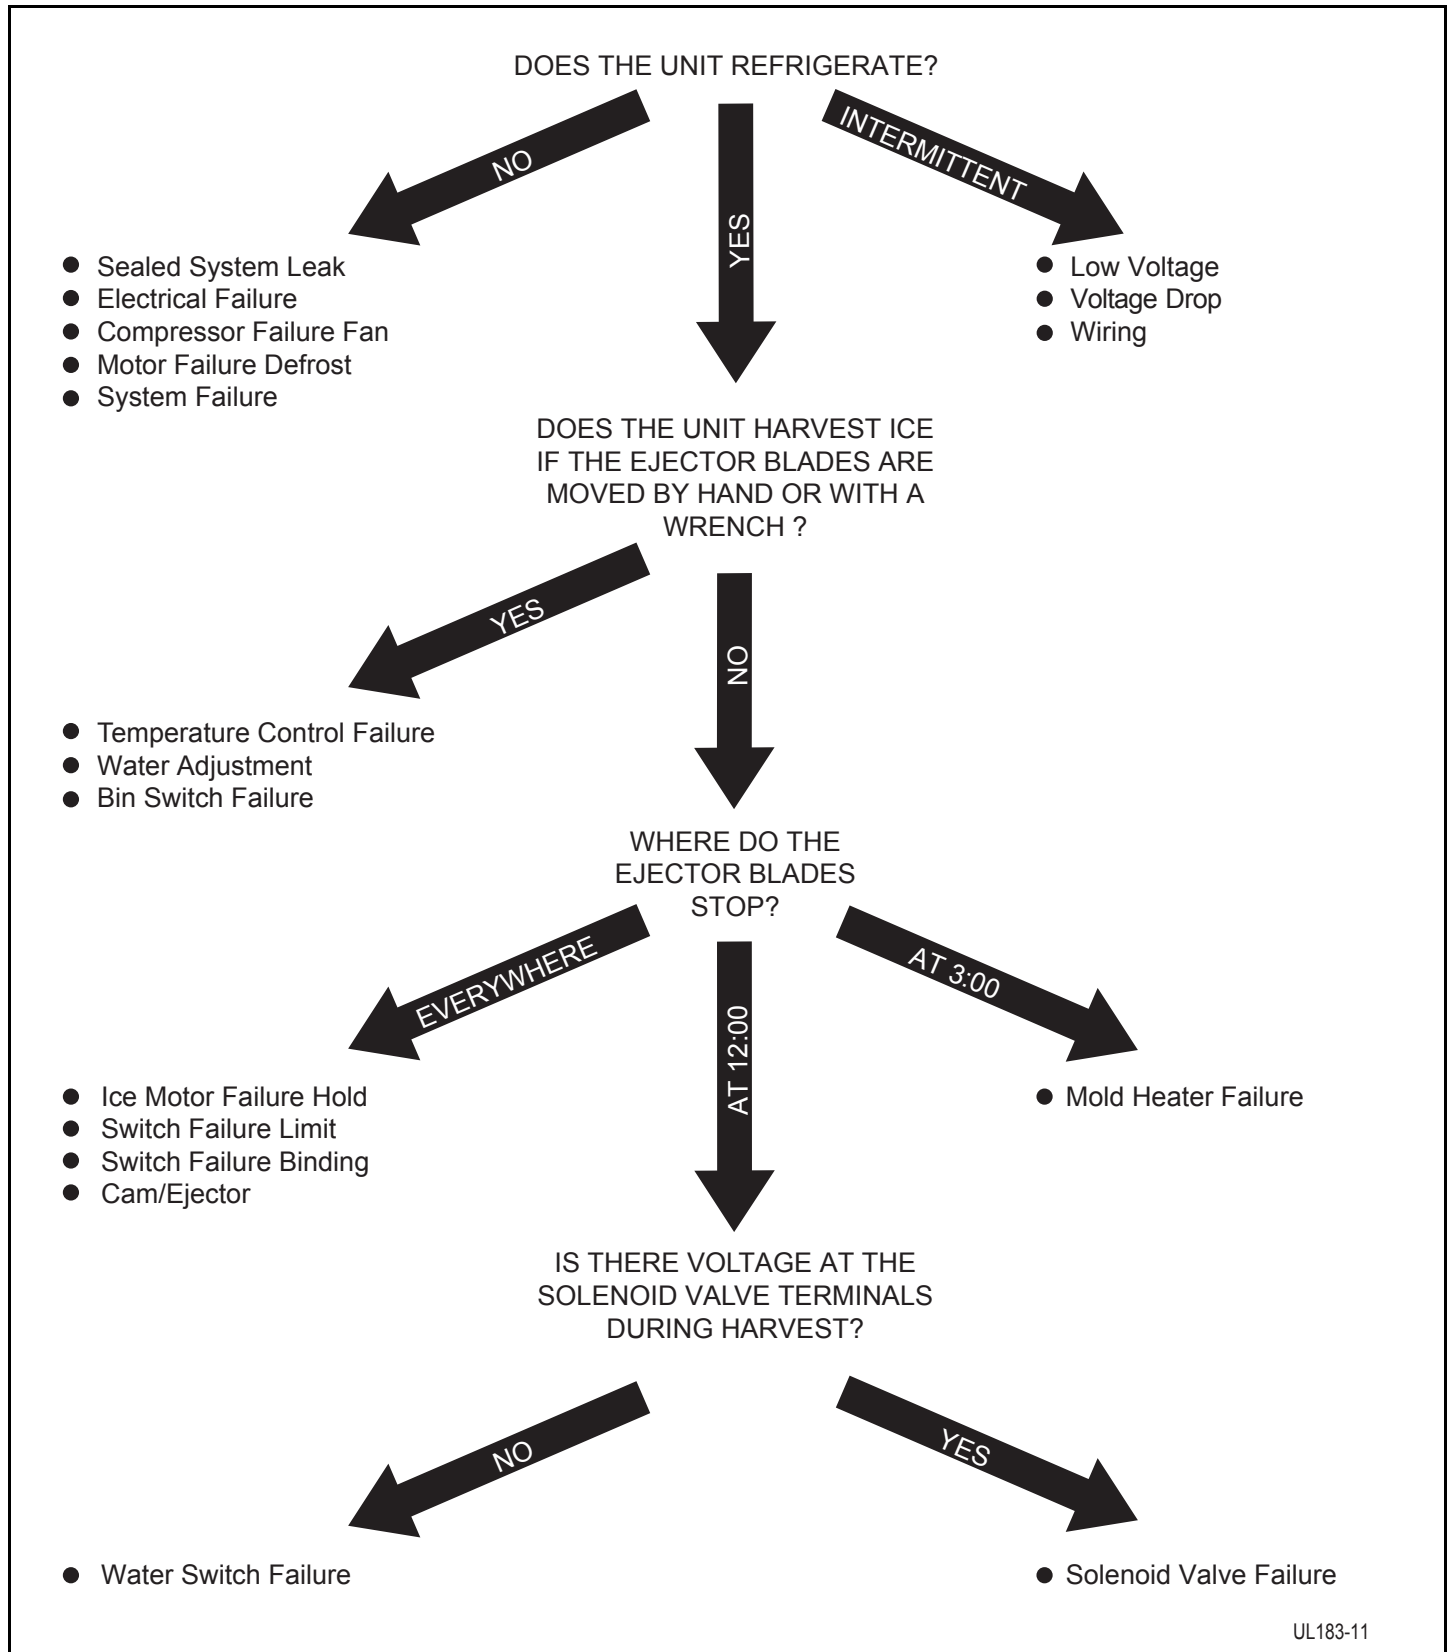 DOES THE UNIT REFRIGERATE?
NO
YES
INTERMITTENT
● Sealed System Leak
● Electrical Failure
● Compressor Failure Fan
● Motor Failure Defrost
● System Failure
● Low Voltage
● Voltage Drop
● Wiring
DOES THE UNIT HARVEST ICE
IF THE EJECTOR BLADES ARE
MOVED BY HAND OR WITH A
WRENCH ?
YES
NO
● Temperature Control Failure
● Water Adjustment
● Bin Switch Failure
WHERE DO THE
EJECTOR BLADES
STOP?
EVERYWHERE
AT 12:00
AT 3:00
● Ice Motor Failure Hold
● Switch Failure Limit
● Switch Failure Binding
● Cam/Ejector
● Mold Heater Failure
IS THERE VOLTAGE AT THE
SOLENOID VALVE TERMINALS
DURING HARVEST?
NO
YES
● Water Switch Failure
● Solenoid Valve Failure
UL183-11